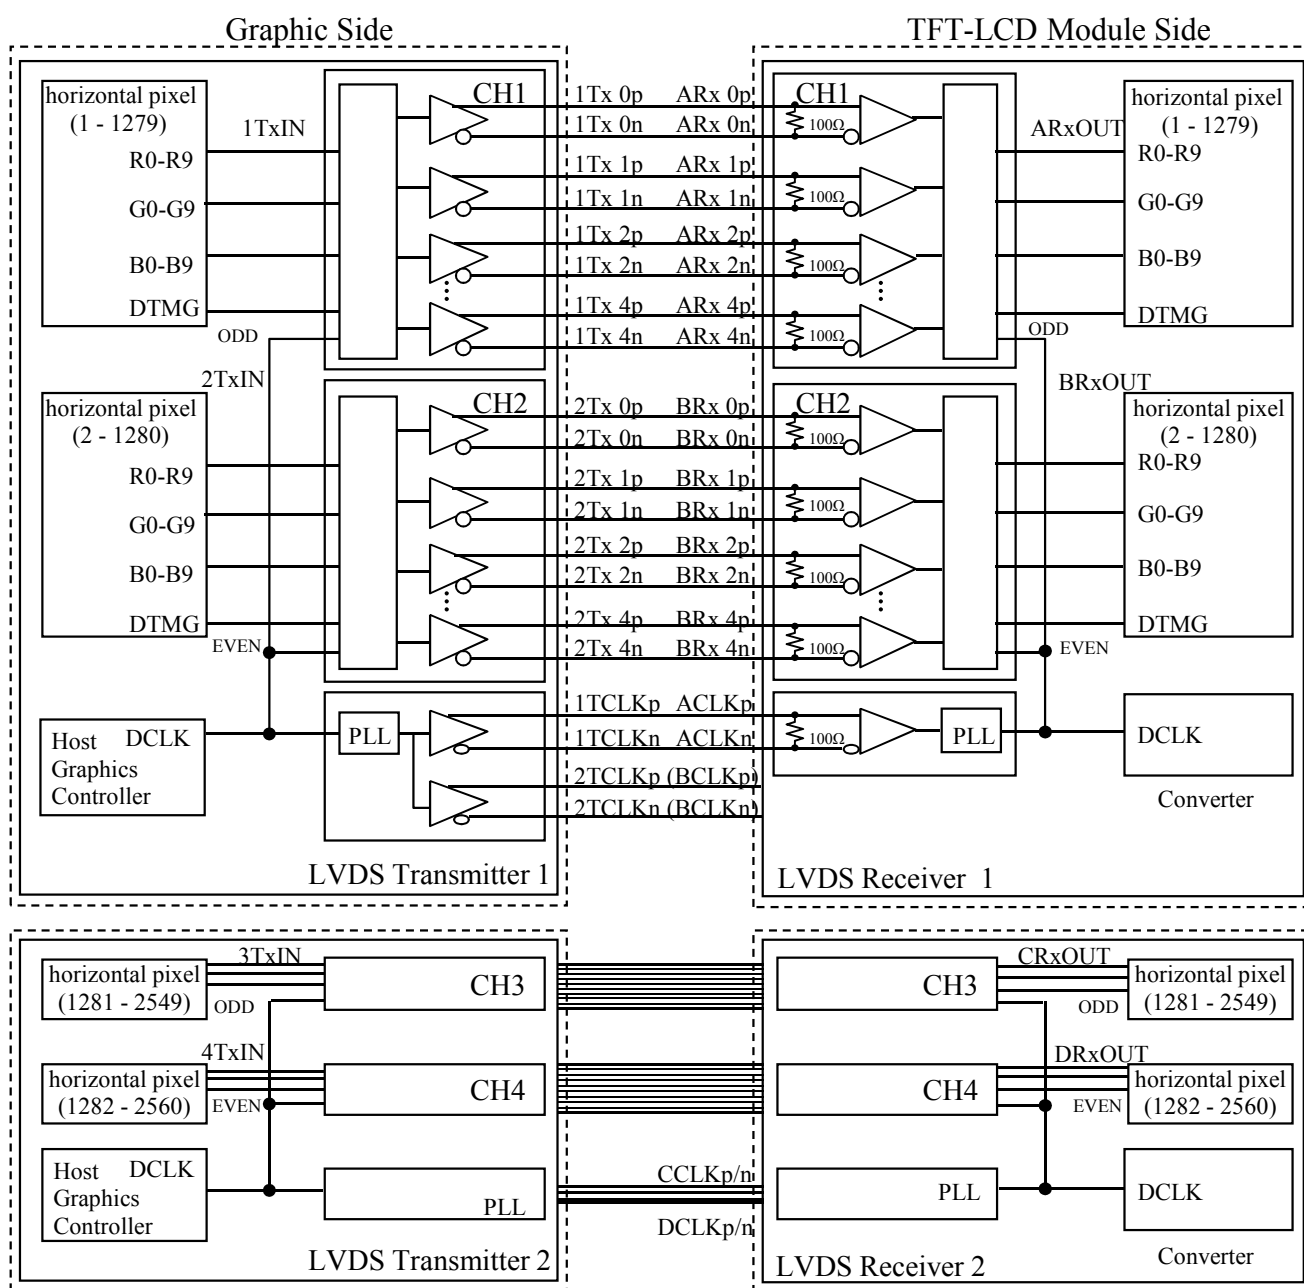 Graphic Side
TFT-LCD Module Side
horizontal pixel
(1 - 1279)
1TxIN
R0-R9
G0-G9
B0-B9
DTMG
ODD
CH1
1Tx 0p ARx 0p
1Tx 0n ARx 0n
1Tx 1p ARx 1p
1Tx 1n ARx 1n
1Tx 2p ARx 2p
1Tx 2n ARx 2n
1Tx 4p ARx 4p
1Tx 4n ARx 4n
CH1
100Ω
100Ω
100Ω
100Ω
ARxOUT
ODD
horizontal pixel
(1 - 1279)
R0-R9
G0-G9
B0-B9
DTMG
2TxIN
horizontal pixel
(2 - 1280)
R0-R9
G0-G9
B0-B9
DTMG
EVEN
CH2
2Tx 0p BRx 0p
2Tx 0n BRx 0n
2Tx 1p BRx 1p
2Tx 1n BRx 1n
2Tx 2p BRx 2p
2Tx 2n BRx 2n
2Tx 4p BRx 4p
2Tx 4n BRx 4n
CH2
100Ω
100Ω
100Ω
100Ω
BRxOUT
EVEN
horizontal pixel
(2 - 1280)
R0-R9
G0-G9
B0-B9
DTMG
Host DCLK
Graphics
Controller
PLL
1TCLKp ACLKp
1TCLKn ACLKn
2TCLKp (BCLKp)
2TCLKn (BCLKn)
100Ω
PLL
DCLK
Converter
LVDS Transmitter 1
LVDS Receiver 1
3TxIN
horizontal pixel
(1281 - 2549)
ODD
CH3
CH3
CRxOUT
ODD
horizontal pixel
(1281 - 2549)
4TxIN
horizontal pixel
(1282 - 2560)
EVEN
CH4
CH4
DRxOUT
EVEN
horizontal pixel
(1282 - 2560)
Host DCLK
Graphics
Controller
PLL
CCLKp/n
DCLKp/n
PLL
DCLK
Converter
LVDS Transmitter 2
LVDS Receiver 2